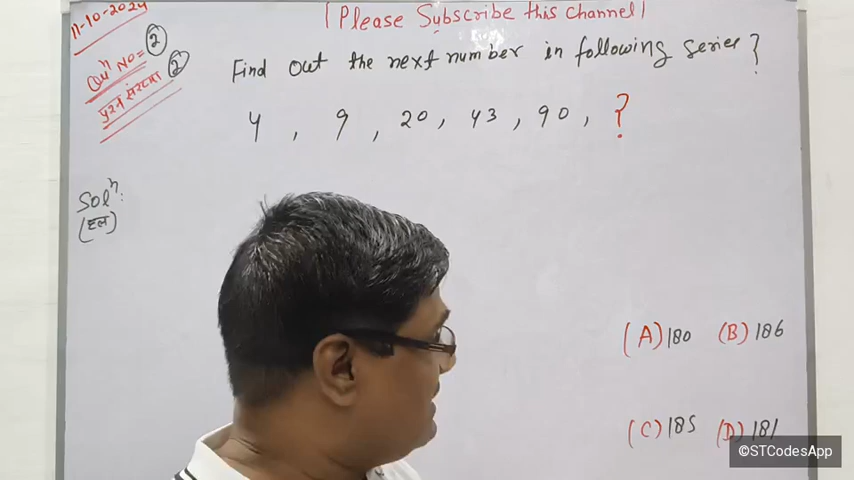 (Please Subscribe this channel)
11-10-2024
Quⁿ NO= 2
प्रश्न संख्या 2
Find out the next number in following series?
4, 9, 20, 43, 90, ?
Solⁿ:
(हल)
(A) 180 (B) 186
(C) 185 (D) 181
©STCodesApp